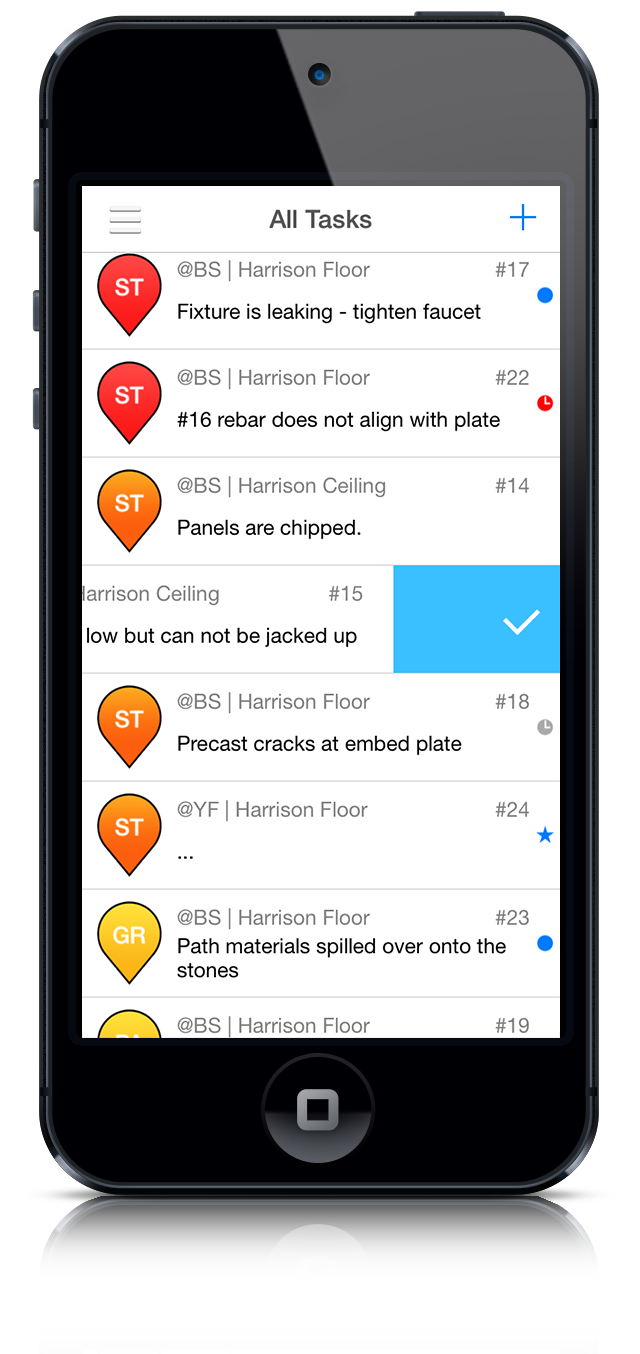 All Tasks
ST
@BS | Harrison Floor #17
Fixture is leaking - tighten faucet
ST
@BS | Harrison Floor #22
#16 rebar does not align with plate
ST
@BS | Harrison Ceiling #14
Panels are chipped.
Harrison Ceiling #15
low but can not be jacked up
ST
@BS | Harrison Floor #18
Precast cracks at embed plate
ST
@YF | Harrison Floor #24
...
GR
@BS | Harrison Floor #23
Path materials spilled over onto the
stones
@BS | Harrison Floor #19